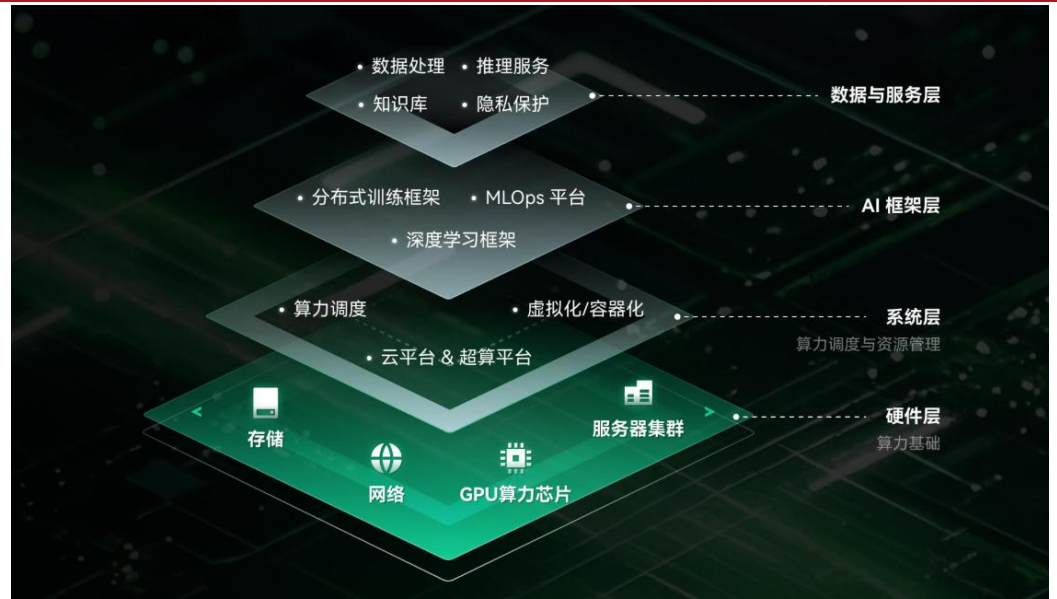 • 数据处理 • 推理服务
• 知识库 • 隐私保护
数据与服务层
• 分布式训练框架 • MLOps 平台
AI 框架层
• 深度学习框架
• 算力调度 • 虚拟化/容器化
系统层
算力调度与资源管理
• 云平台 & 超算平台
硬件层
算力基础
存储
服务器集群
网络
GPU算力芯片